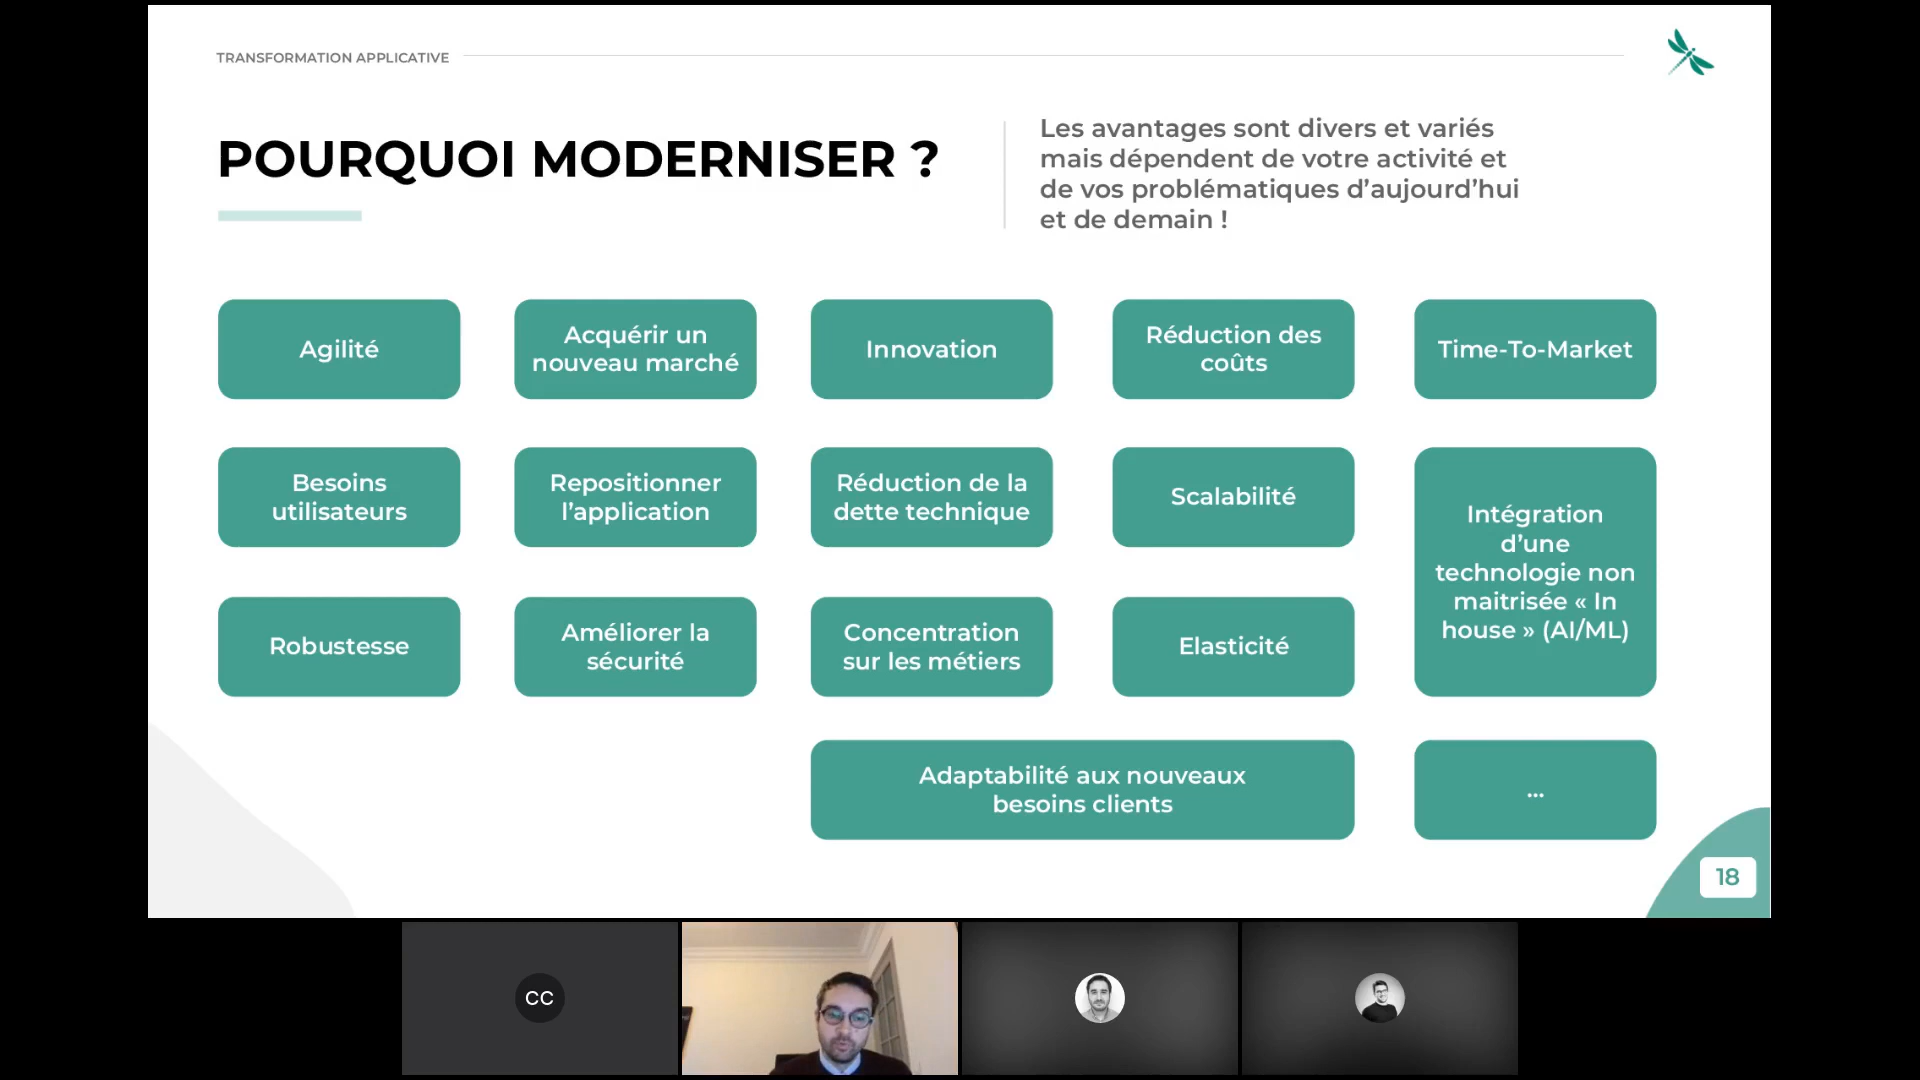 TRANSFORMATION APPLICATIVE
POURQUOI MODERNISER ?
Les avantages sont divers et variés
mais dépendent de votre activité et
de vos problématiques d’aujourd’hui
et de demain !
Agilité
Acquérir un
nouveau marché
Innovation
Réduction des
coûts
Time-To-Market
Besoins
utilisateurs
Repositionner
l’application
Réduction de la
dette technique
Scalabilité
Intégration
d’une
technologie non
maitrisée « In
house » (AI/ML)
Robustesse
Améliorer la
sécurité
Concentration
sur les métiers
Elasticité
Adaptabilité aux nouveaux
besoins clients
...
18
CC